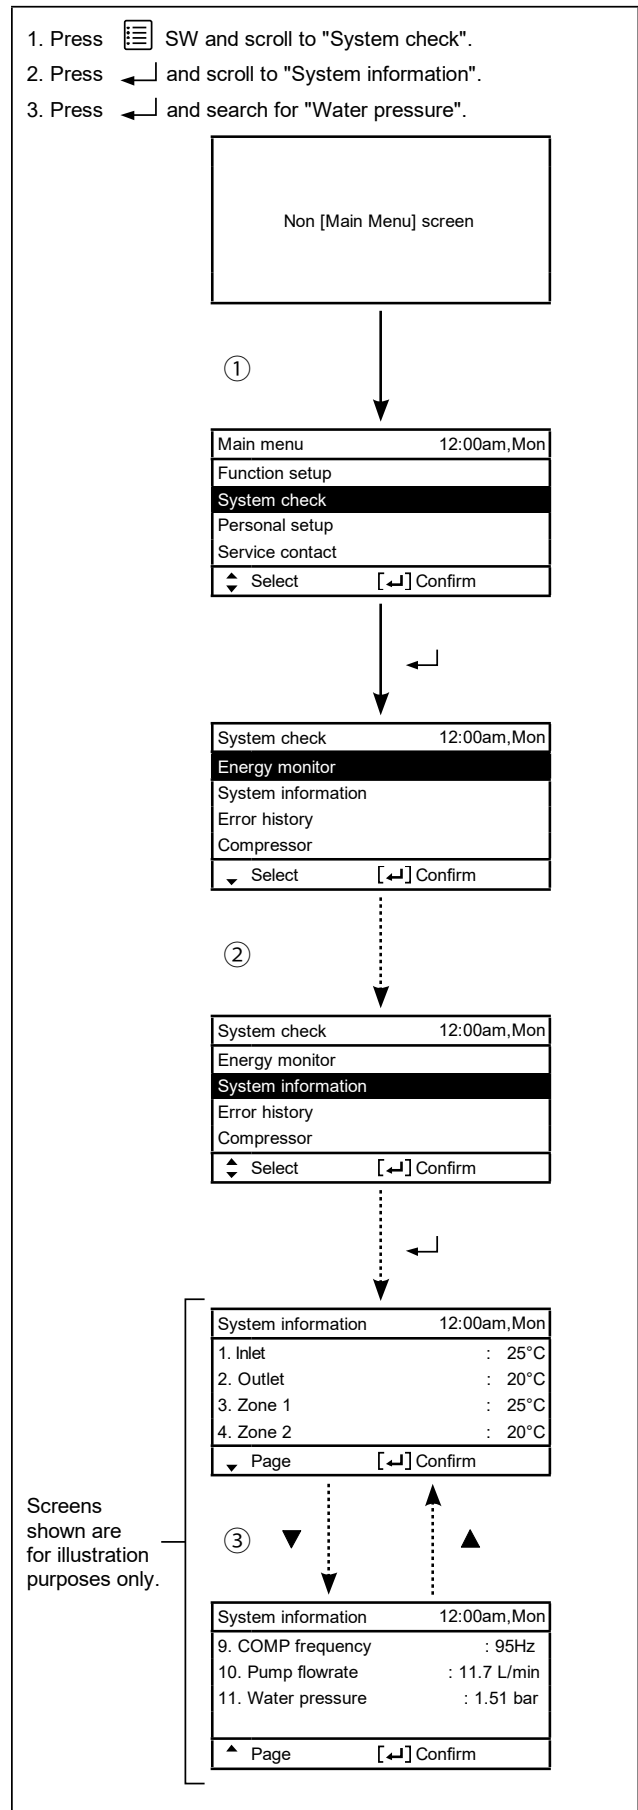 1. Press SW and scroll to "System check".
2. Press and scroll to "System information".
3. Press and search for "Water pressure".
Non [Main Menu] screen
①
Main menu 12:00am,Mon
Function setup
System check
Personal setup
Service contact
Select [↵] Confirm
System check 12:00am,Mon
Energy monitor
System information
Error history
Compressor
Select [↵] Confirm
②
System check 12:00am,Mon
Energy monitor
System information
Error history
Compressor
Select [↵] Confirm
System information 12:00am,Mon
1. Inlet : 25°C
2. Outlet : 20°C
3. Zone 1 : 25°C
4. Zone 2 : 20°C
Page [↵] Confirm
Screens
shown are
for illustration
purposes only.
③ ▼ ▲
System information 12:00am,Mon
9. COMP frequency : 95Hz
10. Pump flowrate : 11.7 L/min
11. Water pressure : 1.51 bar
Page [↵] Confirm